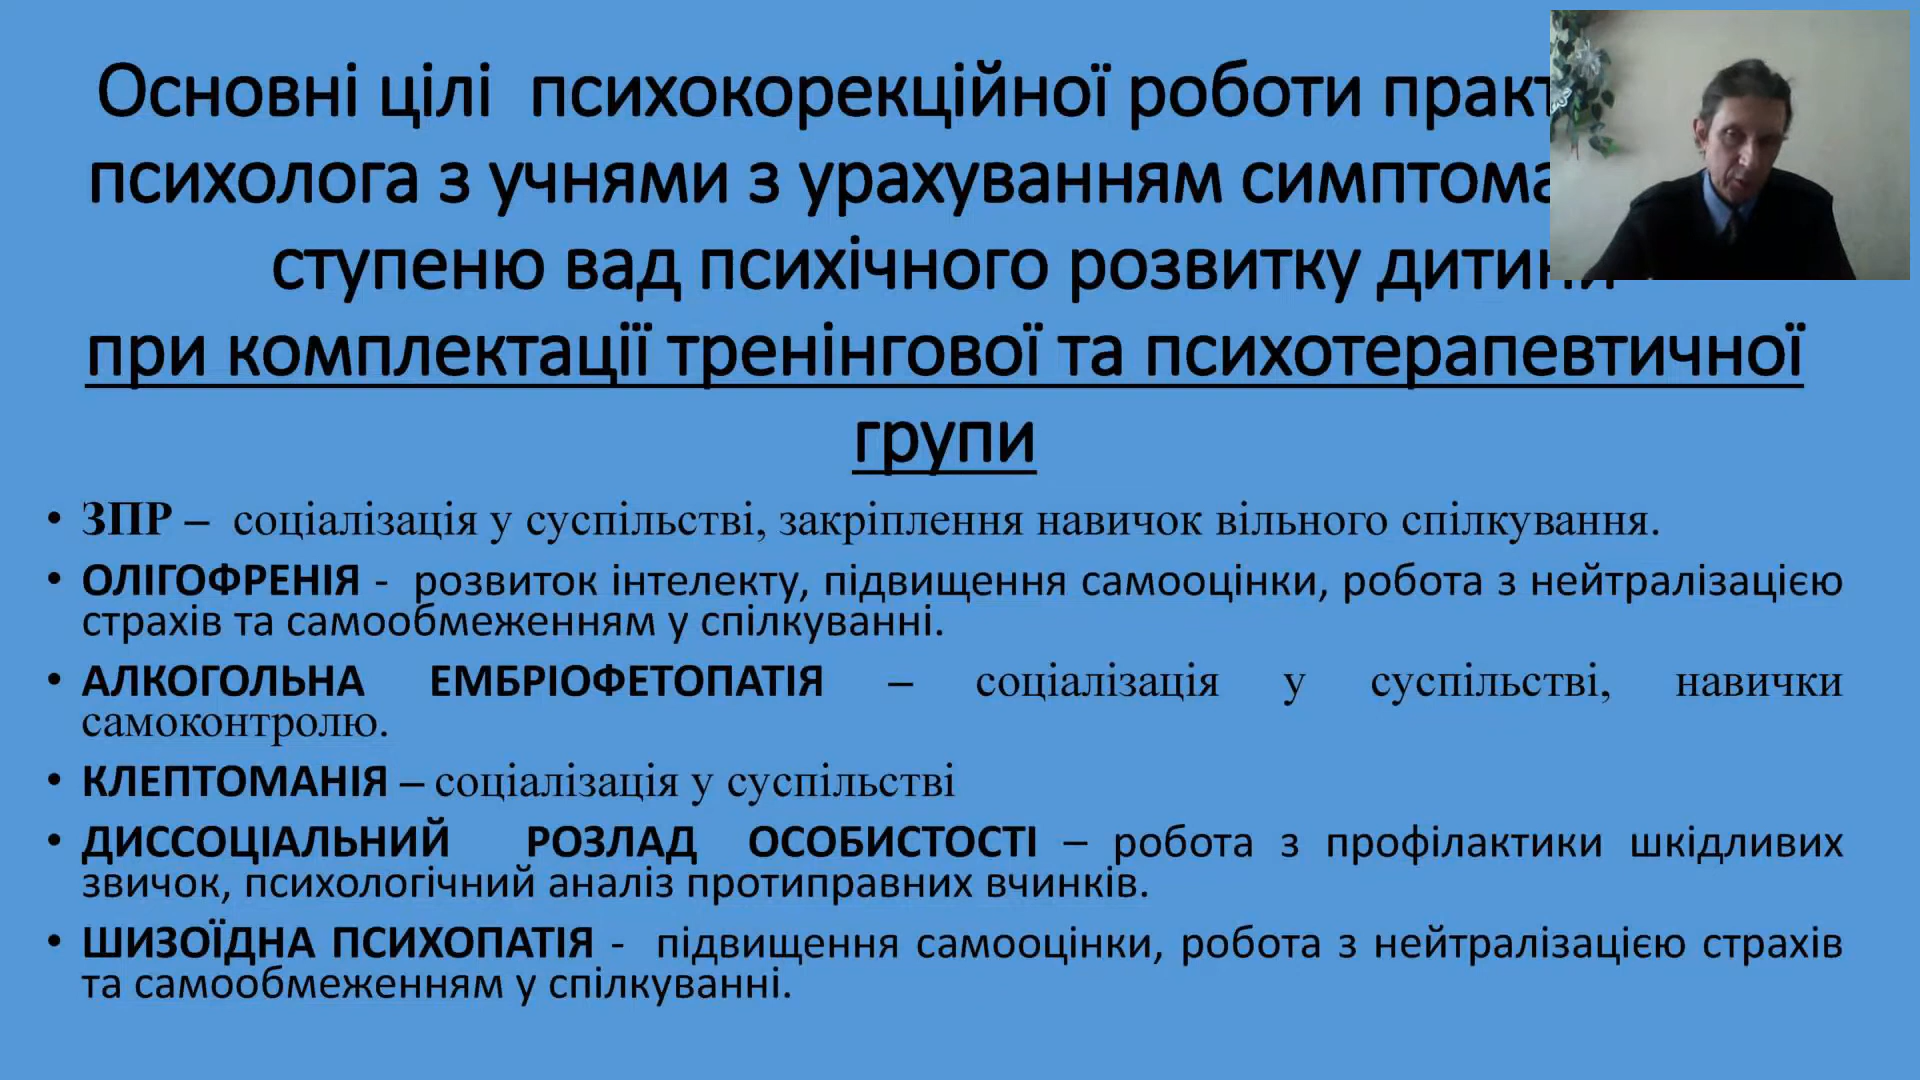 Основні цілі психокорекційної роботи
психолога з учнями з урахуванням
ступеню вад психічного розвитку дитини
при комплектації тренінгової та психотерапевтичної
групи
• ЗПР – соціалізація у суспільстві, закріплення навичок вільного спілкування.
• ОЛІГОФРЕНІЯ - розвиток інтелекту, підвищення самооцінки, робота з нейтралізацією
страхів та самообмеженням у спілкуванні.
• АЛКОГОЛЬНА ЕМБРІОФЕТОПАТІЯ – соціалізація у суспільстві, навички
самоконтролю.
• КЛЕПТОМАНІЯ – соціалізація у суспільстві
• ДИССОЦІАЛЬНИЙ РОЗЛАД ОСОБИСТОСТІ – робота з профілактики шкідливих
звичок, психологічний аналіз протиправних вчинків.
• ШИЗОЇДНА ПСИХОПАТІЯ - підвищення самооцінки, робота з нейтралізацією страхів
та самообмеженням у спілкуванні.